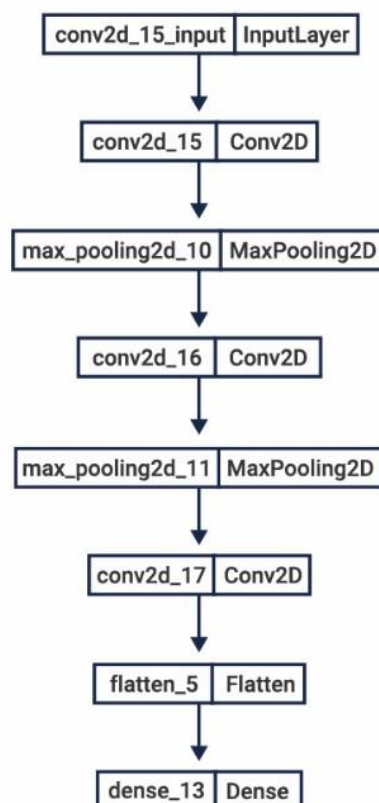 conv2d_15_input InputLayer
conv2d_15 Conv2D
max_pooling2d_10 MaxPooling2D
conv2d_16 Conv2D
max_pooling2d_11 MaxPooling2D
conv2d_17 Conv2D
flatten_5 Flatten
dense_13 Dense